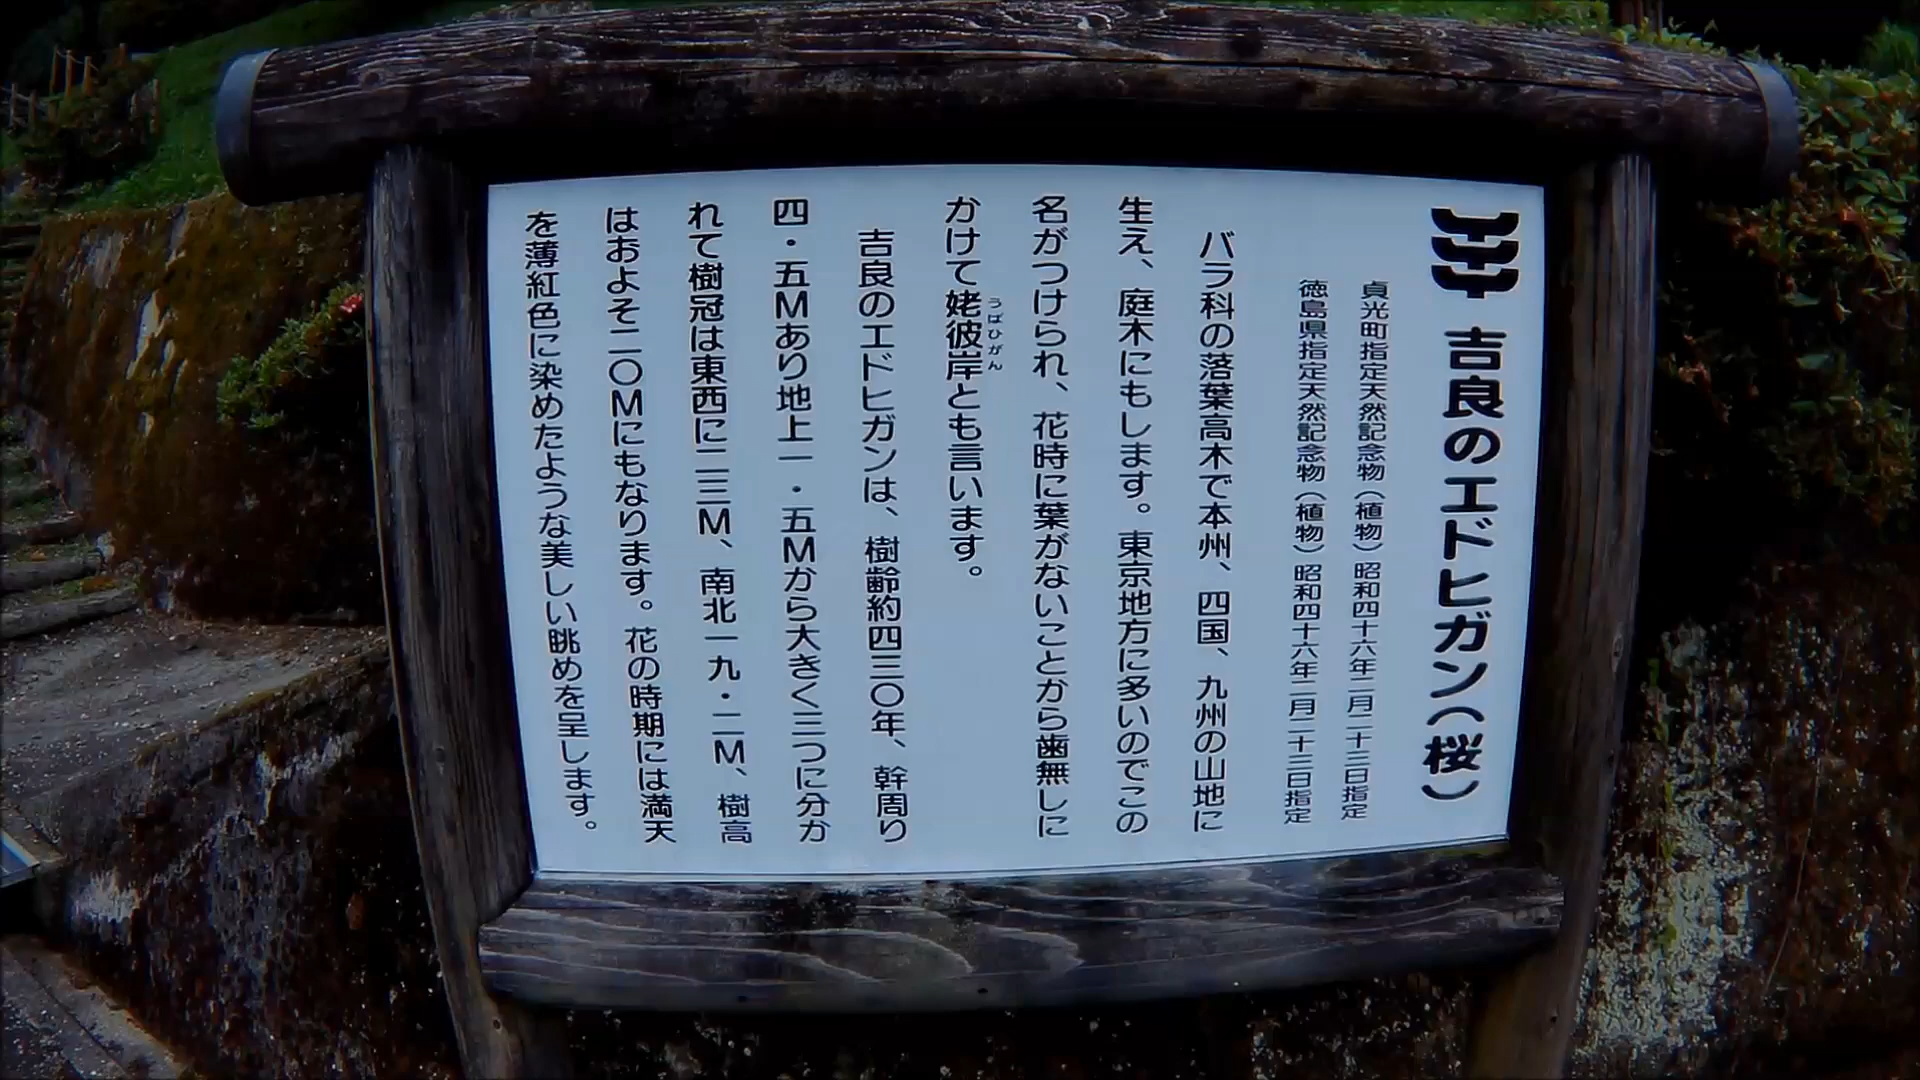 吉良のエドヒガン(桜)
貞光町指定天然記念物(植物)昭和四十六年二月二十三日指定
徳島県指定天然記念物(植物)昭和四十六年二月二十三日指定
バラ科の落葉高木で本州、四国、九州の山地に
生え、庭木にもします。東京地方に多いのでこの
名がつけられ、花時に葉がないことから歯無しに
かけて姥彼岸とも言います。
うばひがん
吉良のエドヒガンは、樹齢約四三〇年、幹周り
四・五Mあり地上一・五Mから大きく三つに分か
れて樹冠は東西に二三M、南北一九・二M、樹高
はおよそ二〇Mにもなります。花の時期には満天
を薄紅色に染めたような美しい眺めを呈します。